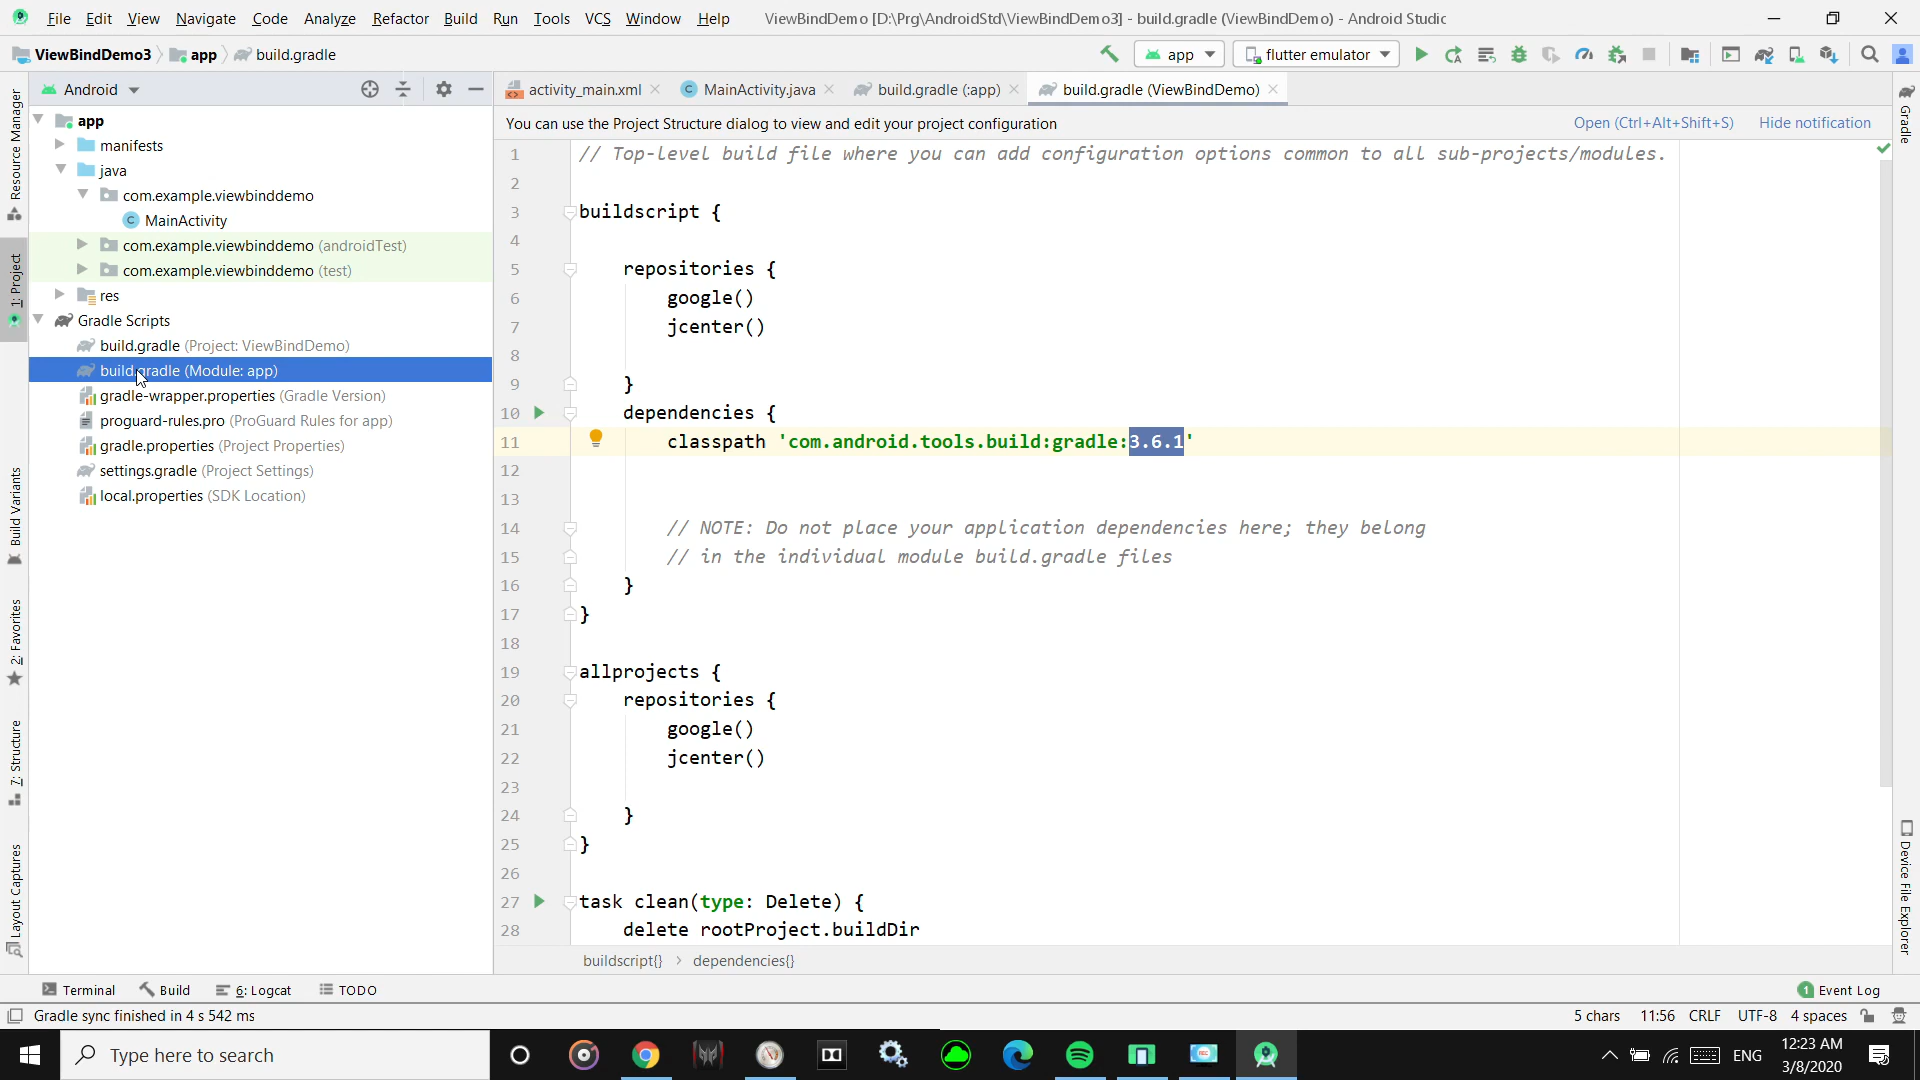 File Edit View Navigate Code Analyze Refactor Build Run Tools VCS Window Help ViewBindDemo [D:\Prg\AndroidStd\ViewBindDemo3] - build.gradle (ViewBindDemo) - Android Studio
ViewBindDemo3 app build.gradle app flutter emulator
Android
activity_main.xml MainActivity.java build.gradle (:app) build.gradle (ViewBindDemo)
You can use the Project Structure dialog to view and edit your project configuration Open (Ctrl+Alt+Shift+S) Hide notification
Resource Manager
1: Project
Build Variants
2: Favorites
7: Structure
Layout Captures
app
manifests
java
com.example.viewbinddemo
MainActivity
com.example.viewbinddemo (androidTest)
com.example.viewbinddemo (test)
res
Gradle Scripts
build.gradle (Project: ViewBindDemo)
build.gradle (Module: app)
gradle-wrapper.properties (Gradle Version)
proguard-rules.pro (ProGuard Rules for app)
gradle.properties (Project Properties)
settings.gradle (Project Settings)
local.properties (SDK Location)
1 // Top-level build file where you can add configuration options common to all sub-projects/modules.
2
3 buildscript {
4
5 repositories {
6 google()
7 jcenter()
8
9 }
10 dependencies {
11 classpath 'com.android.tools.build:gradle:3.6.1'
12
13
14 // NOTE: Do not place your application dependencies here; they belong
15 // in the individual module build.gradle files
16 }
17 }
18
19 allprojects {
20 repositories {
21 google()
22 jcenter()
23
24 }
25 }
26
27 task clean(type: Delete) {
28 delete rootProject.buildDir
buildscript{} › dependencies{}
Gradle
Device File Explorer
Terminal Build 6: Logcat TODO 1 Event Log
Gradle sync finished in 4 s 542 ms 5 chars 11:56 CRLF UTF-8 4 spaces
Type here to search ENG 12:23 AM
3/8/2020